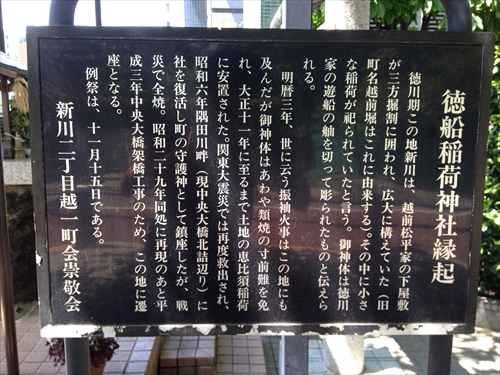 徳船稲荷神社縁起
徳川期この地新川は、越前松平家の下屋敷
が三方掘割に囲われ、広大に構えていた（旧
町名越前堀はこれに由来する）。その中に小さ
な稲荷が祀られていたと言う。御神体は徳川
家の遊船の舳を切って彫られたものと伝えら
れる。
明暦三年、世に云う振袖火事はこの地にも
及んだが御神体はあわや類焼の寸前難を免
れ、大正十一年に至るまで土地の恵比須稲荷
に安置された。関東大震災では再度救出され、
昭和六年隅田川畔（現中央大橋北詰辺り）に
社を復活し町の守護神として鎮座したが、戦
災で全焼。昭和二十九年同処に再現のあと平
成三年中央大橋架橋工事のため、この地に遷
座となる。
例祭は、十一月十五日である。
新川二丁目越一町会崇敬会